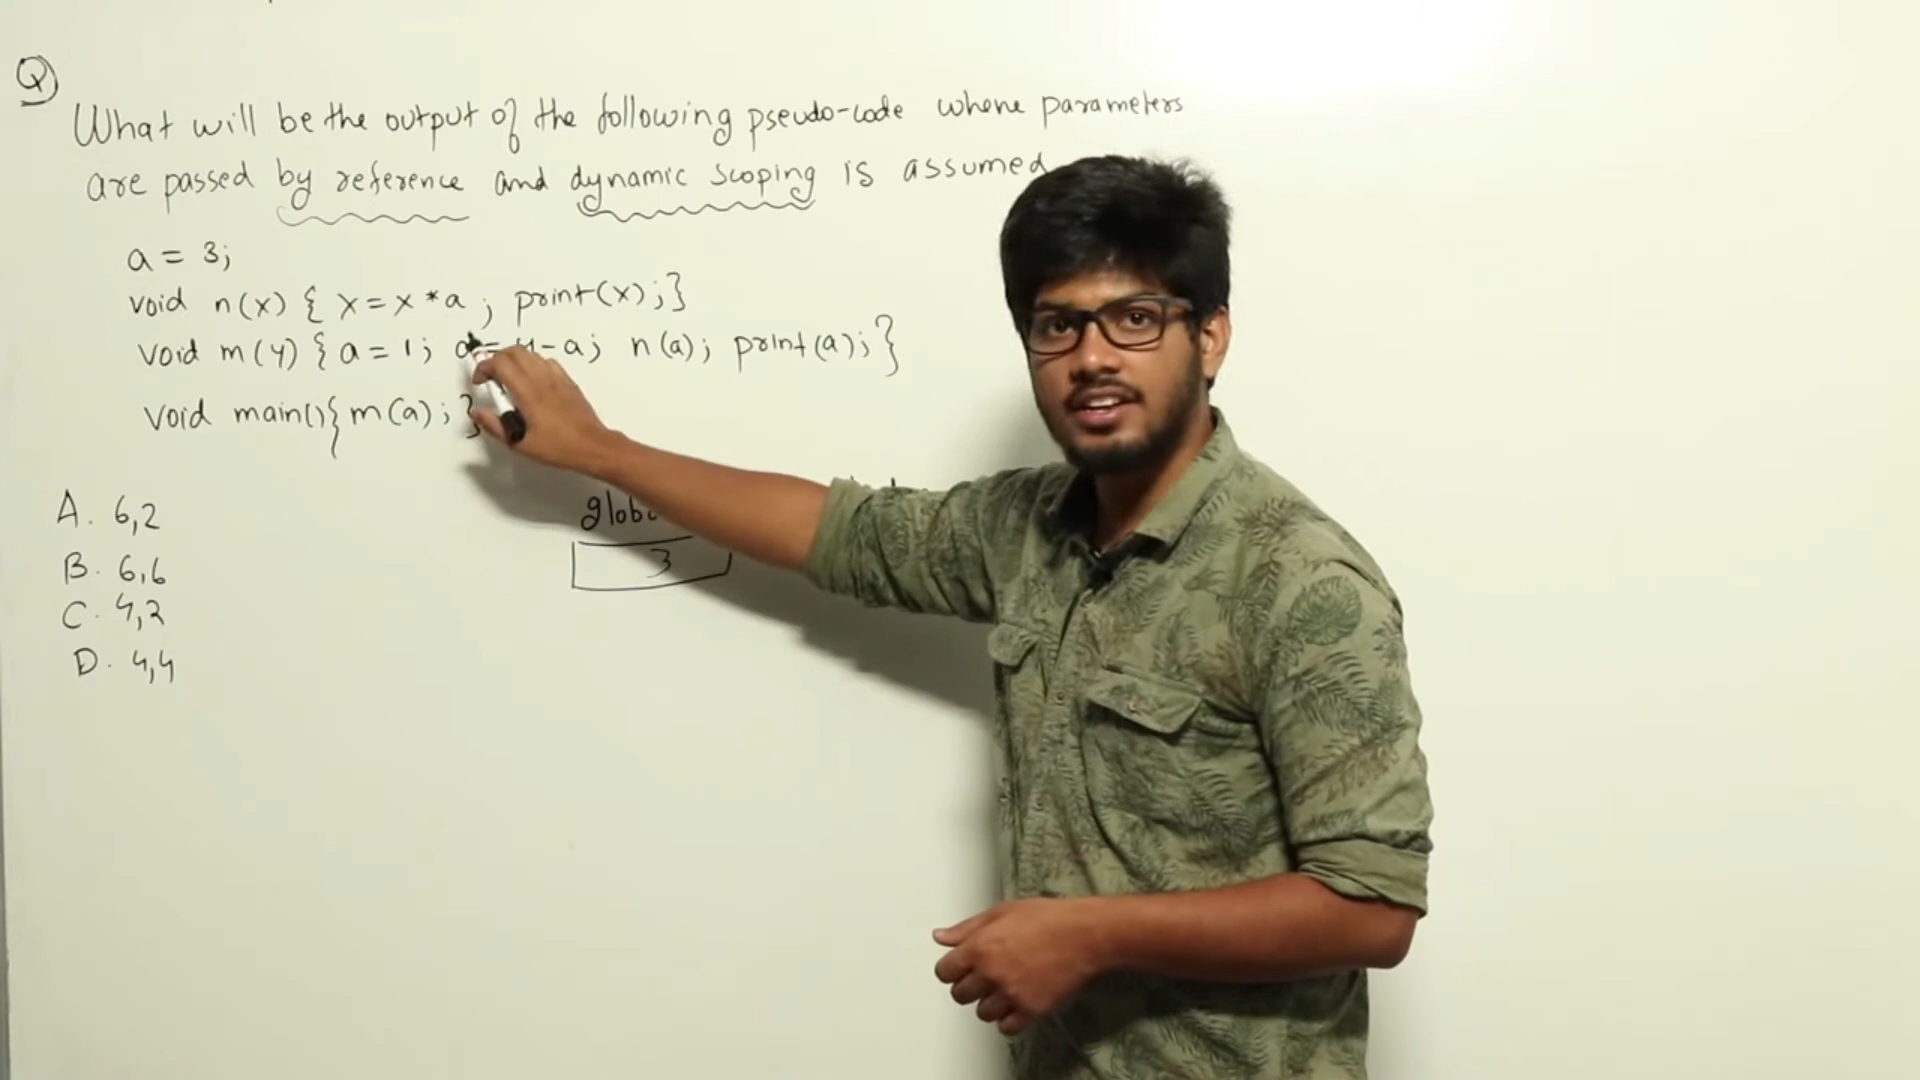 Q
What will be the output of the following pseudo-code where parameters
are passed by reference and dynamic scoping is assumed
a = 3;
void n(x) { x = x * a ; print(x);}
void m(y) { a = 1; a = y - a; n(a); print(a);}
void main(){ m(a); }
A. 6,2
B. 6,6
C. 4,2
D. 4,4
3